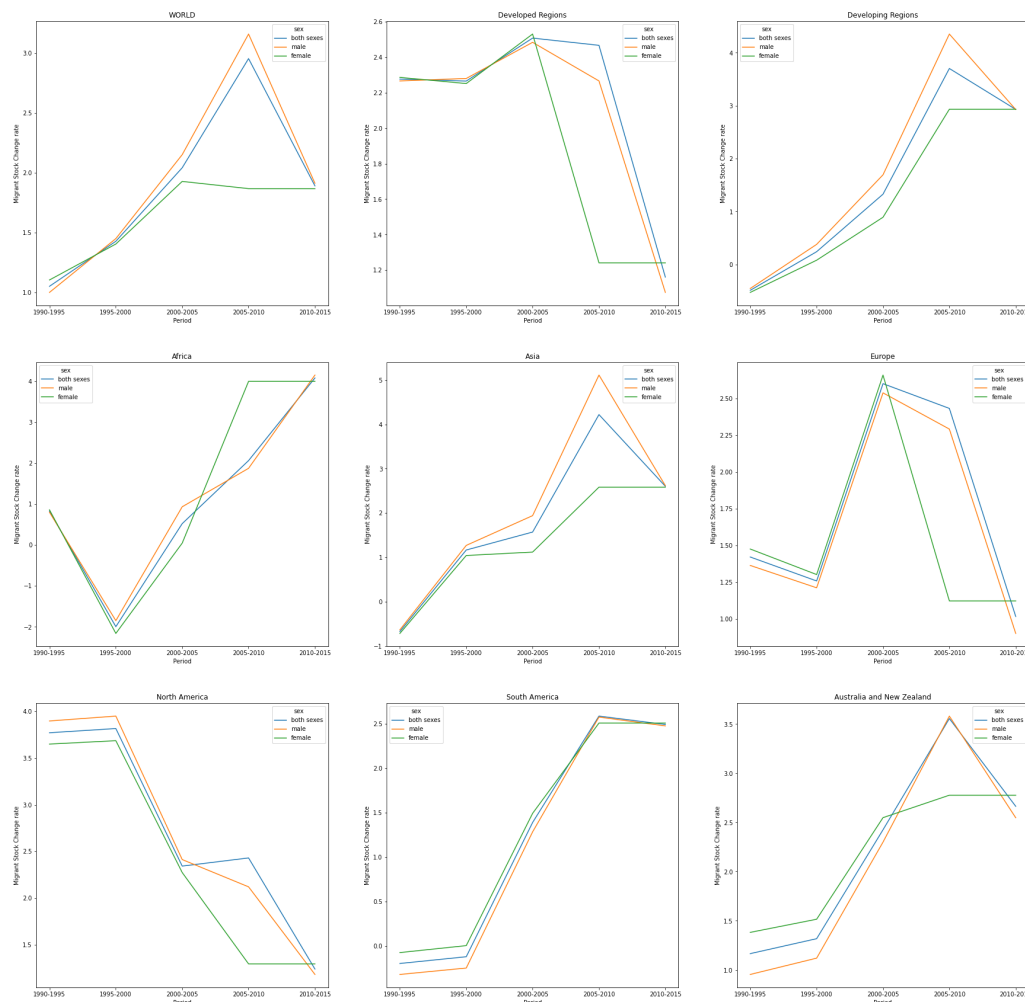 WORLD
sex
both sexes
male
female
Migrant Stock Change rate
3.0
2.5
2.0
1.5
1.0
1990-1995
1995-2000
2000-2005
2005-2010
2010-2015
Period
Developed Regions
sex
both sexes
male
female
Migrant Stock Change rate
2.6
2.4
2.2
2.0
1.8
1.6
1.4
1.2
1990-1995
1995-2000
2000-2005
2005-2010
2010-2015
Period
Developing Regions
sex
both sexes
male
female
Migrant Stock Change rate
4
3
2
1
0
1990-1995
1995-2000
2000-2005
2005-2010
2010-201
Period
Africa
sex
both sexes
male
female
Migrant Stock Change rate
4
3
2
1
0
−1
−2
1990-1995
1995-2000
2000-2005
2005-2010
2010-2015
Period
Asia
sex
both sexes
male
female
Migrant Stock Change rate
5
4
3
2
1
0
−1
1990-1995
1995-2000
2000-2005
2005-2010
2010-2015
Period
Europe
sex
both sexes
male
female
Migrant Stock Change rate
2.50
2.25
2.00
1.75
1.50
1.25
1.00
1990-1995
1995-2000
2000-2005
2005-2010
2010-201
Period
North America
sex
both sexes
male
female
Migrant Stock Change rate
4.0
3.5
3.0
2.5
2.0
1.5
1990-1995
1995-2000
2000-2005
2005-2010
2010-2015
Period
South America
sex
both sexes
male
female
Migrant Stock Change rate
2.5
2.0
1.5
1.0
0.5
0.0
1990-1995
1995-2000
2000-2005
2005-2010
2010-2015
Period
Australia and New Zealand
sex
both sexes
male
female
Migrant Stock Change rate
3.5
3.0
2.5
2.0
1.5
1.0
1990-1995
1995-2000
2000-2005
2005-2010
2010-201
Period